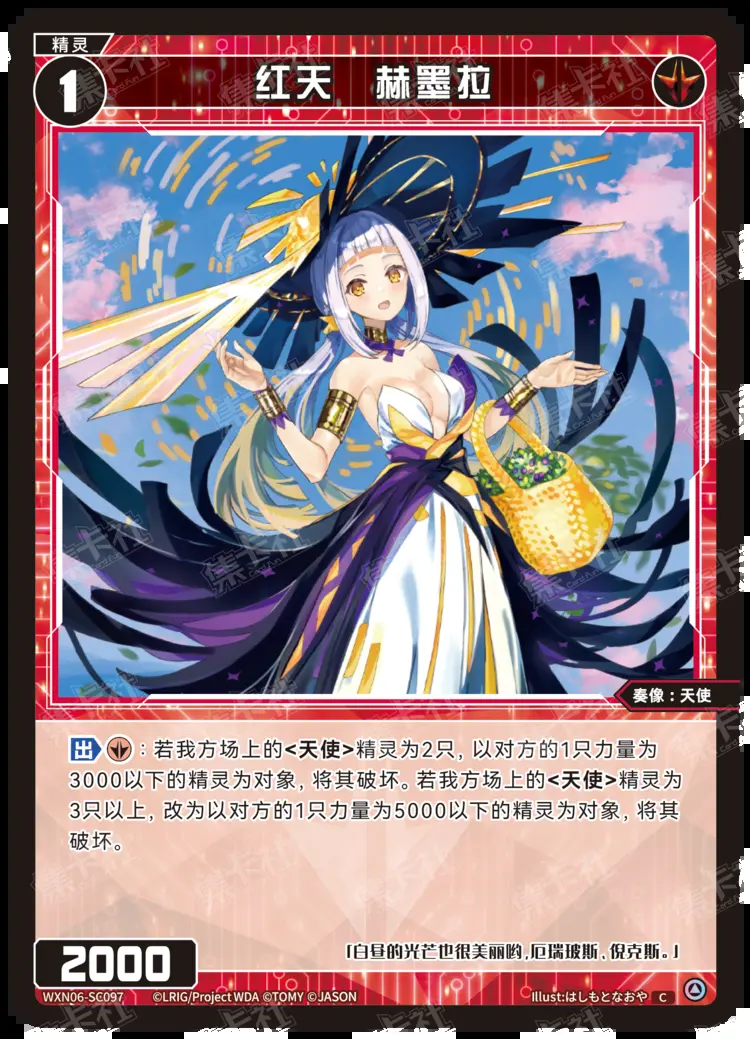 精灵
1
红天 赫墨拉
奏像：天使
出：若我方场上的<天使>精灵为2只，以对方的1只力量为
3000以下的精灵为对象，将其破坏。若我方场上的<天使>精灵为
3只以上，改为以对方的1只力量为5000以下的精灵为对象，将其
破坏。
「白昼的光芒也很美丽哟，厄瑞玻斯、倪克斯。」
2000
WXN06-SC097 ©LRIG/Project WDA ©TOMY ©JASON
Illust:はしもとなおや C
集卡社